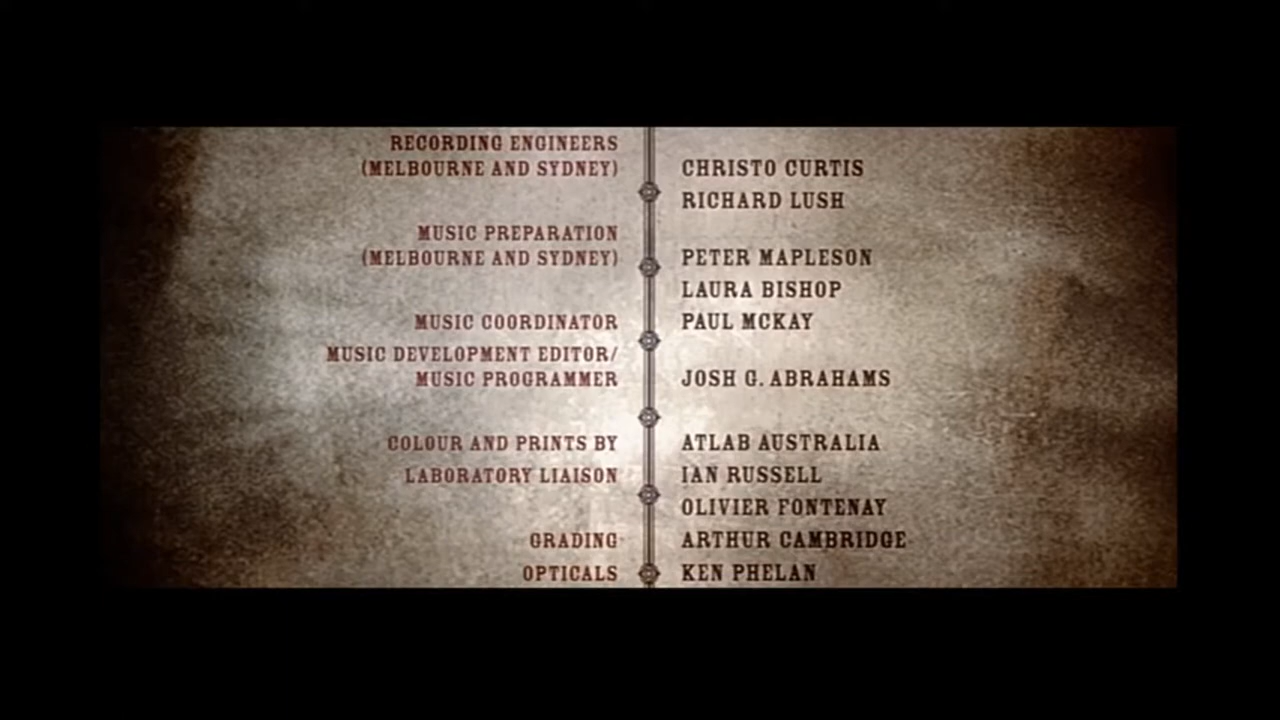 RECORDING ENGINEERS
(MELBOURNE AND SYDNEY) CHRISTO CURTIS
RICHARD LUSH
MUSIC PREPARATION
(MELBOURNE AND SYDNEY) PETER MAPLESON
LAURA BISHOP
MUSIC COORDINATOR PAUL MCKAY
MUSIC DEVELOPMENT EDITOR/
MUSIC PROGRAMMER JOSH G. ABRAHAMS
COLOUR AND PRINTS BY ATLAB AUSTRALIA
LABORATORY LIAISON IAN RUSSELL
OLIVIER FONTENAY
GRADING ARTHUR CAMBRIDGE
OPTICALS KEN PHELAN